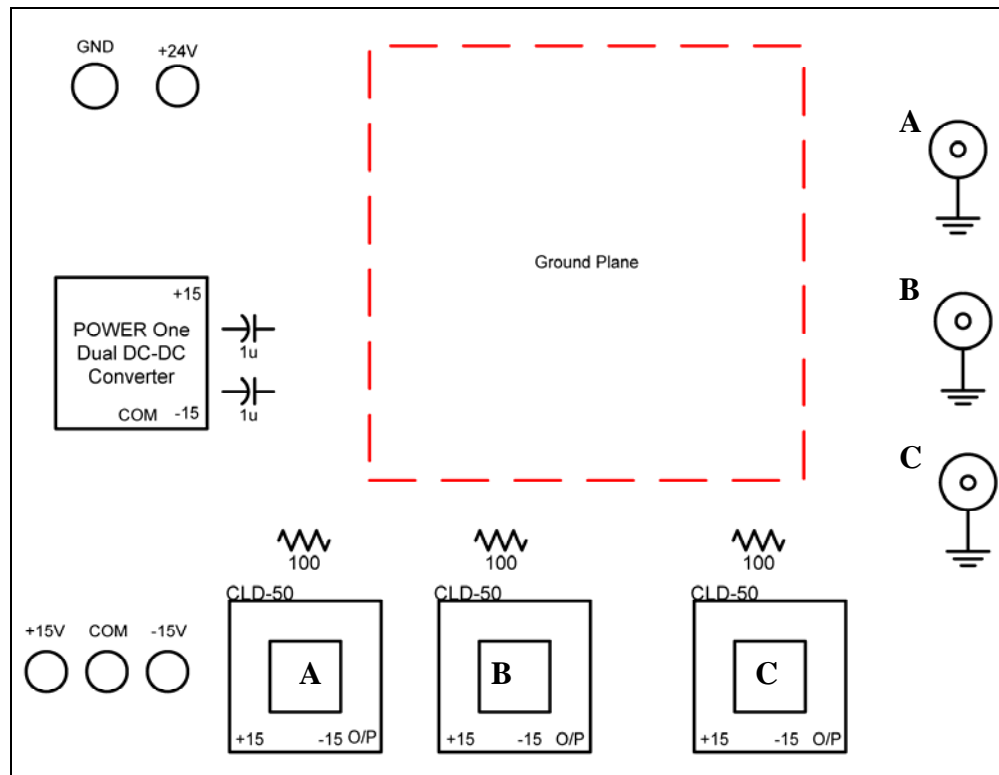 GND
+24V
A
Ground Plane
B
+15
POWER One
Dual DC-DC
Converter
COM -15
1u
1u
C
100
100
100
CLD-50
CLD-50
CLD-50
+15V
COM
-15V
A
B
C
+15 -15 O/P
+15 -15 O/P
+15 -15 O/P